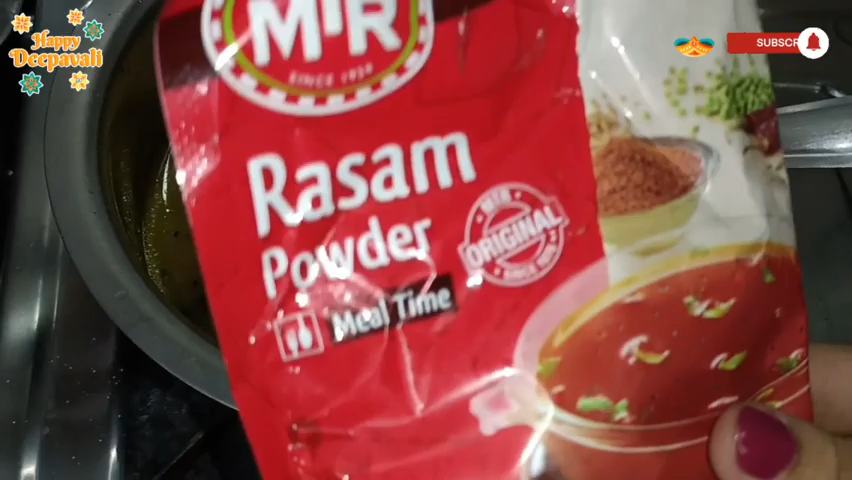 Happy
Deepavali
SUBSCR
MTR
SINCE 1924
Rasam
Powder
Meal Time
MTR
ORIGINAL
SINCE 1924